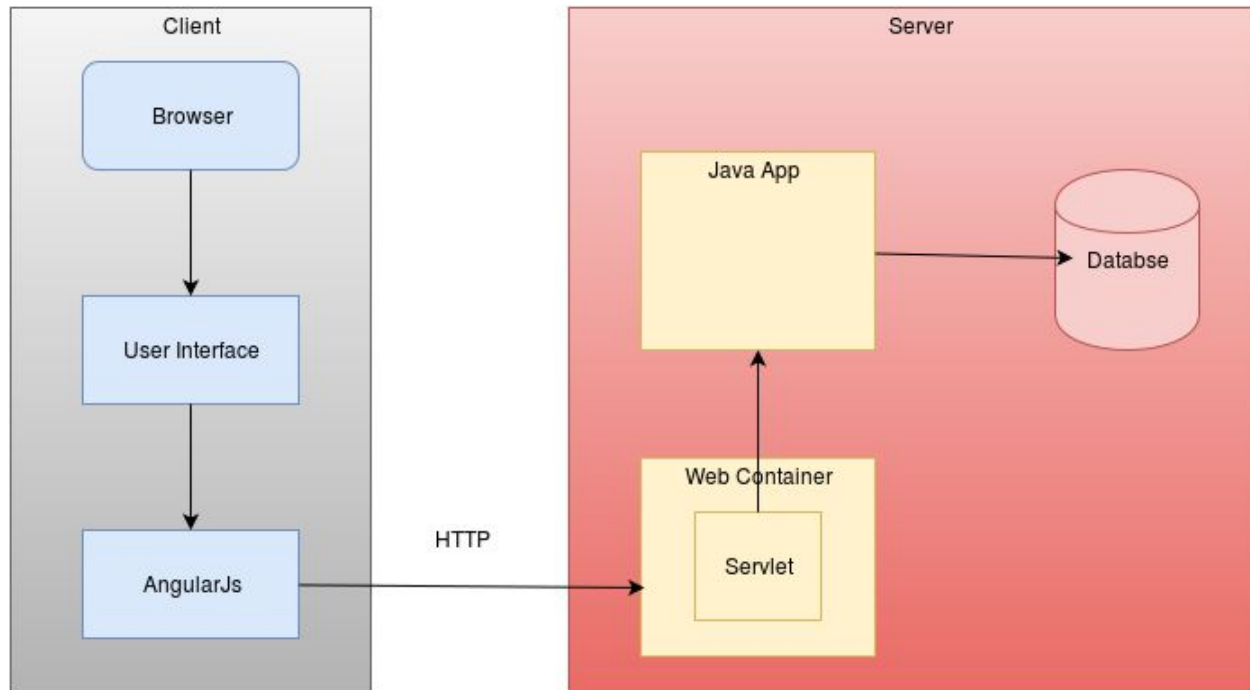 Client
Browser
User Interface
AngularJs
HTTP
Server
Java App
Databse
Web Container
Servlet